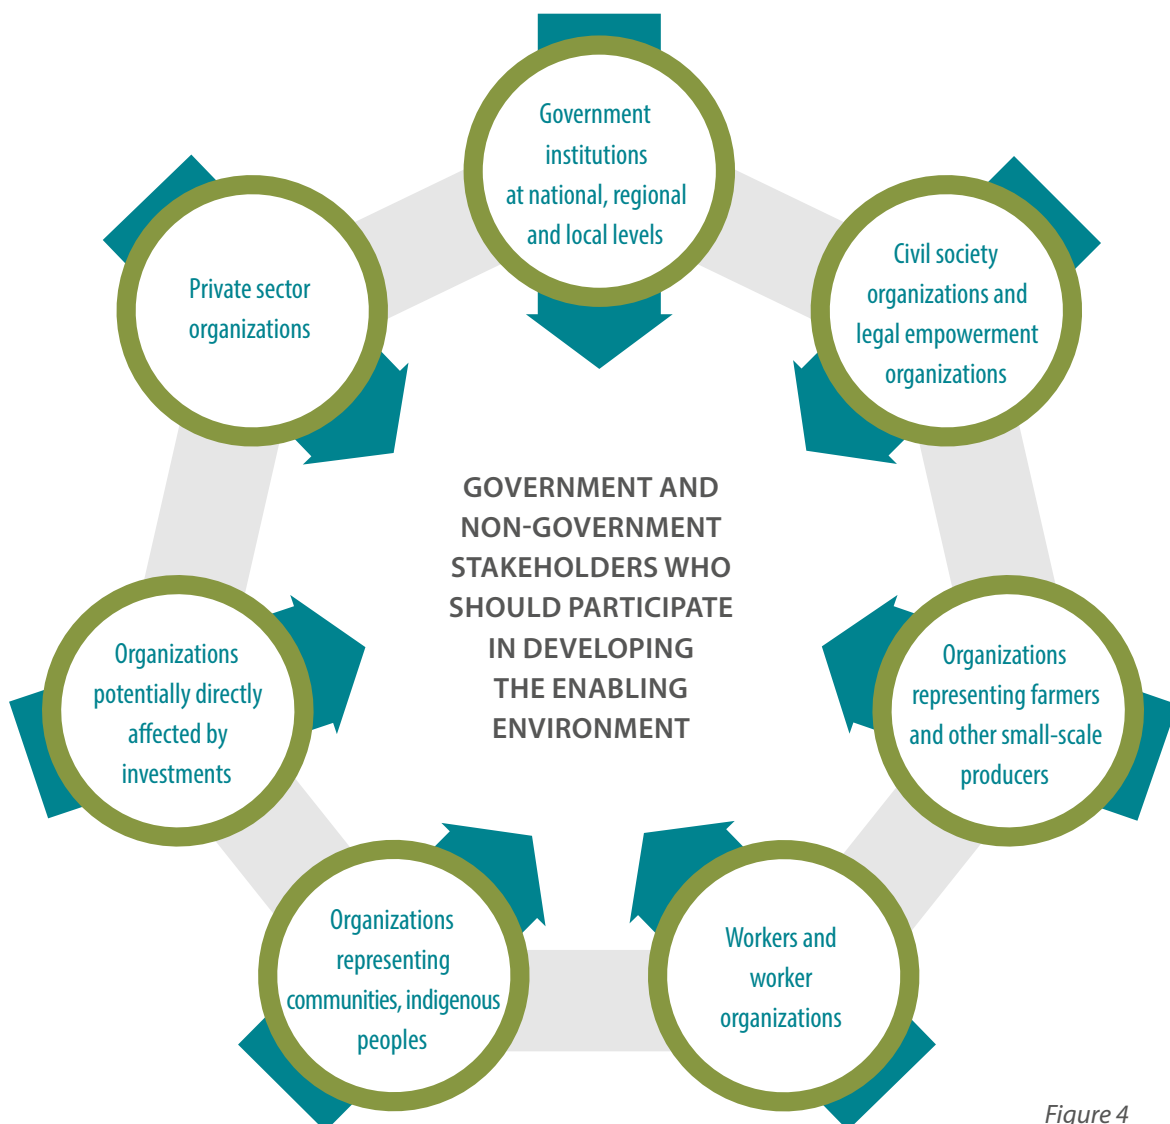 Government
institutions
at national, regional
and local levels
Civil society
organizations and
legal empowerment
organizations
Organizations
representing farmers
and other small-scale
producers
Workers and
worker
organizations
Organizations
representing
communities, indigenous
peoples
Organizations
potentially directly
affected by
investments
Private sector
organizations
GOVERNMENT AND
NON-GOVERNMENT
STAKEHOLDERS WHO
SHOULD PARTICIPATE
IN DEVELOPING
THE ENABLING
ENVIRONMENT
Figure 4